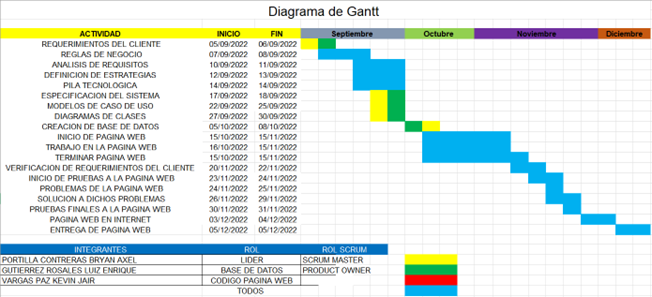 Diagrama de Gantt
ACTIVIDAD INICIO FIN Septiembre Octubre Noviembre Diciembre
REQUERIMIENTOS DEL CLIENTE 05/09/2022 06/09/2022
REGLAS DE NEGOCIO 07/09/2022 08/09/2022
ANALISIS DE REQUISITOS 10/09/2022 11/09/2022
DEFINICION DE ESTRATEGIAS 12/09/2022 13/09/2022
PILA TECNOLOGICA 14/09/2022 14/09/2022
ESPECIFICACION DEL SISTEMA 17/09/2022 18/09/2022
MODELOS DE CASO DE USO 22/09/2022 25/09/2022
DIAGRAMAS DE CLASES 27/09/2022 30/09/2022
CREACION DE BASE DE DATOS 05/10/2022 08/10/2022
INICIO DE PAGINA WEB 15/10/2022 15/11/2022
TRABAJO EN LA PAGINA WEB 16/10/2022 15/11/2022
TERMINAR PAGINA WEB 15/10/2022 15/11/2022
VERIFICACION DE REQUERIMIENTOS DEL CLIENTE 20/11/2022 22/11/2022
INICIO DE PRUEBAS A LA PAGINA WEB 23/11/2022 24/11/2022
PROBLEMAS DE LA PAGINA WEB 24/11/2022 25/11/2022
SOLUCION A DICHOS PROBLEMAS 26/11/2022 29/11/2022
PRUEBAS FINALES A LA PAGINA WEB 30/11/2022 31/11/2022
PAGINA WEB EN INTERNET 03/12/2022 04/12/2022
ENTREGA DE PAGINA WEB 05/12/2022 05/12/2022
INTEGRANTES ROL ROL SCRUM
PORTILLA CONTRERAS BRYAN AXEL LIDER SCRUM MASTER
GUTIERREZ ROSALES LUIZ ENRIQUE BASE DE DATOS PRODUCT OWNER
VARGAS PAZ KEVIN JAIR CODIGO PAGINA WEB
TODOS